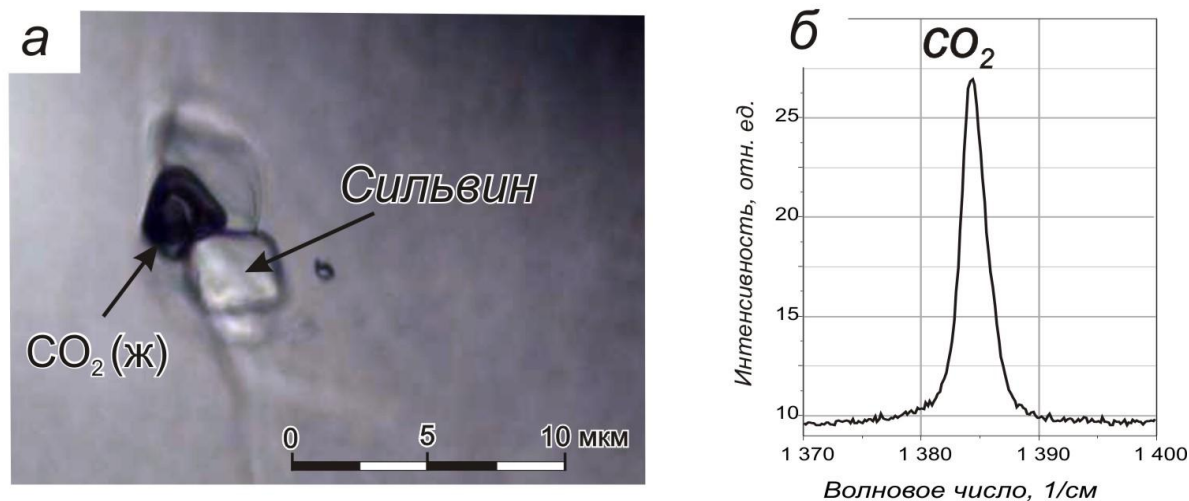 а
Сильвин
CO₂ (ж)
0 5 10 мкм
б
CO₂
Интенсивность, отн. ед.
25
20
15
10
1 370 1 380 1 390 1 400
Волновое число, 1/см